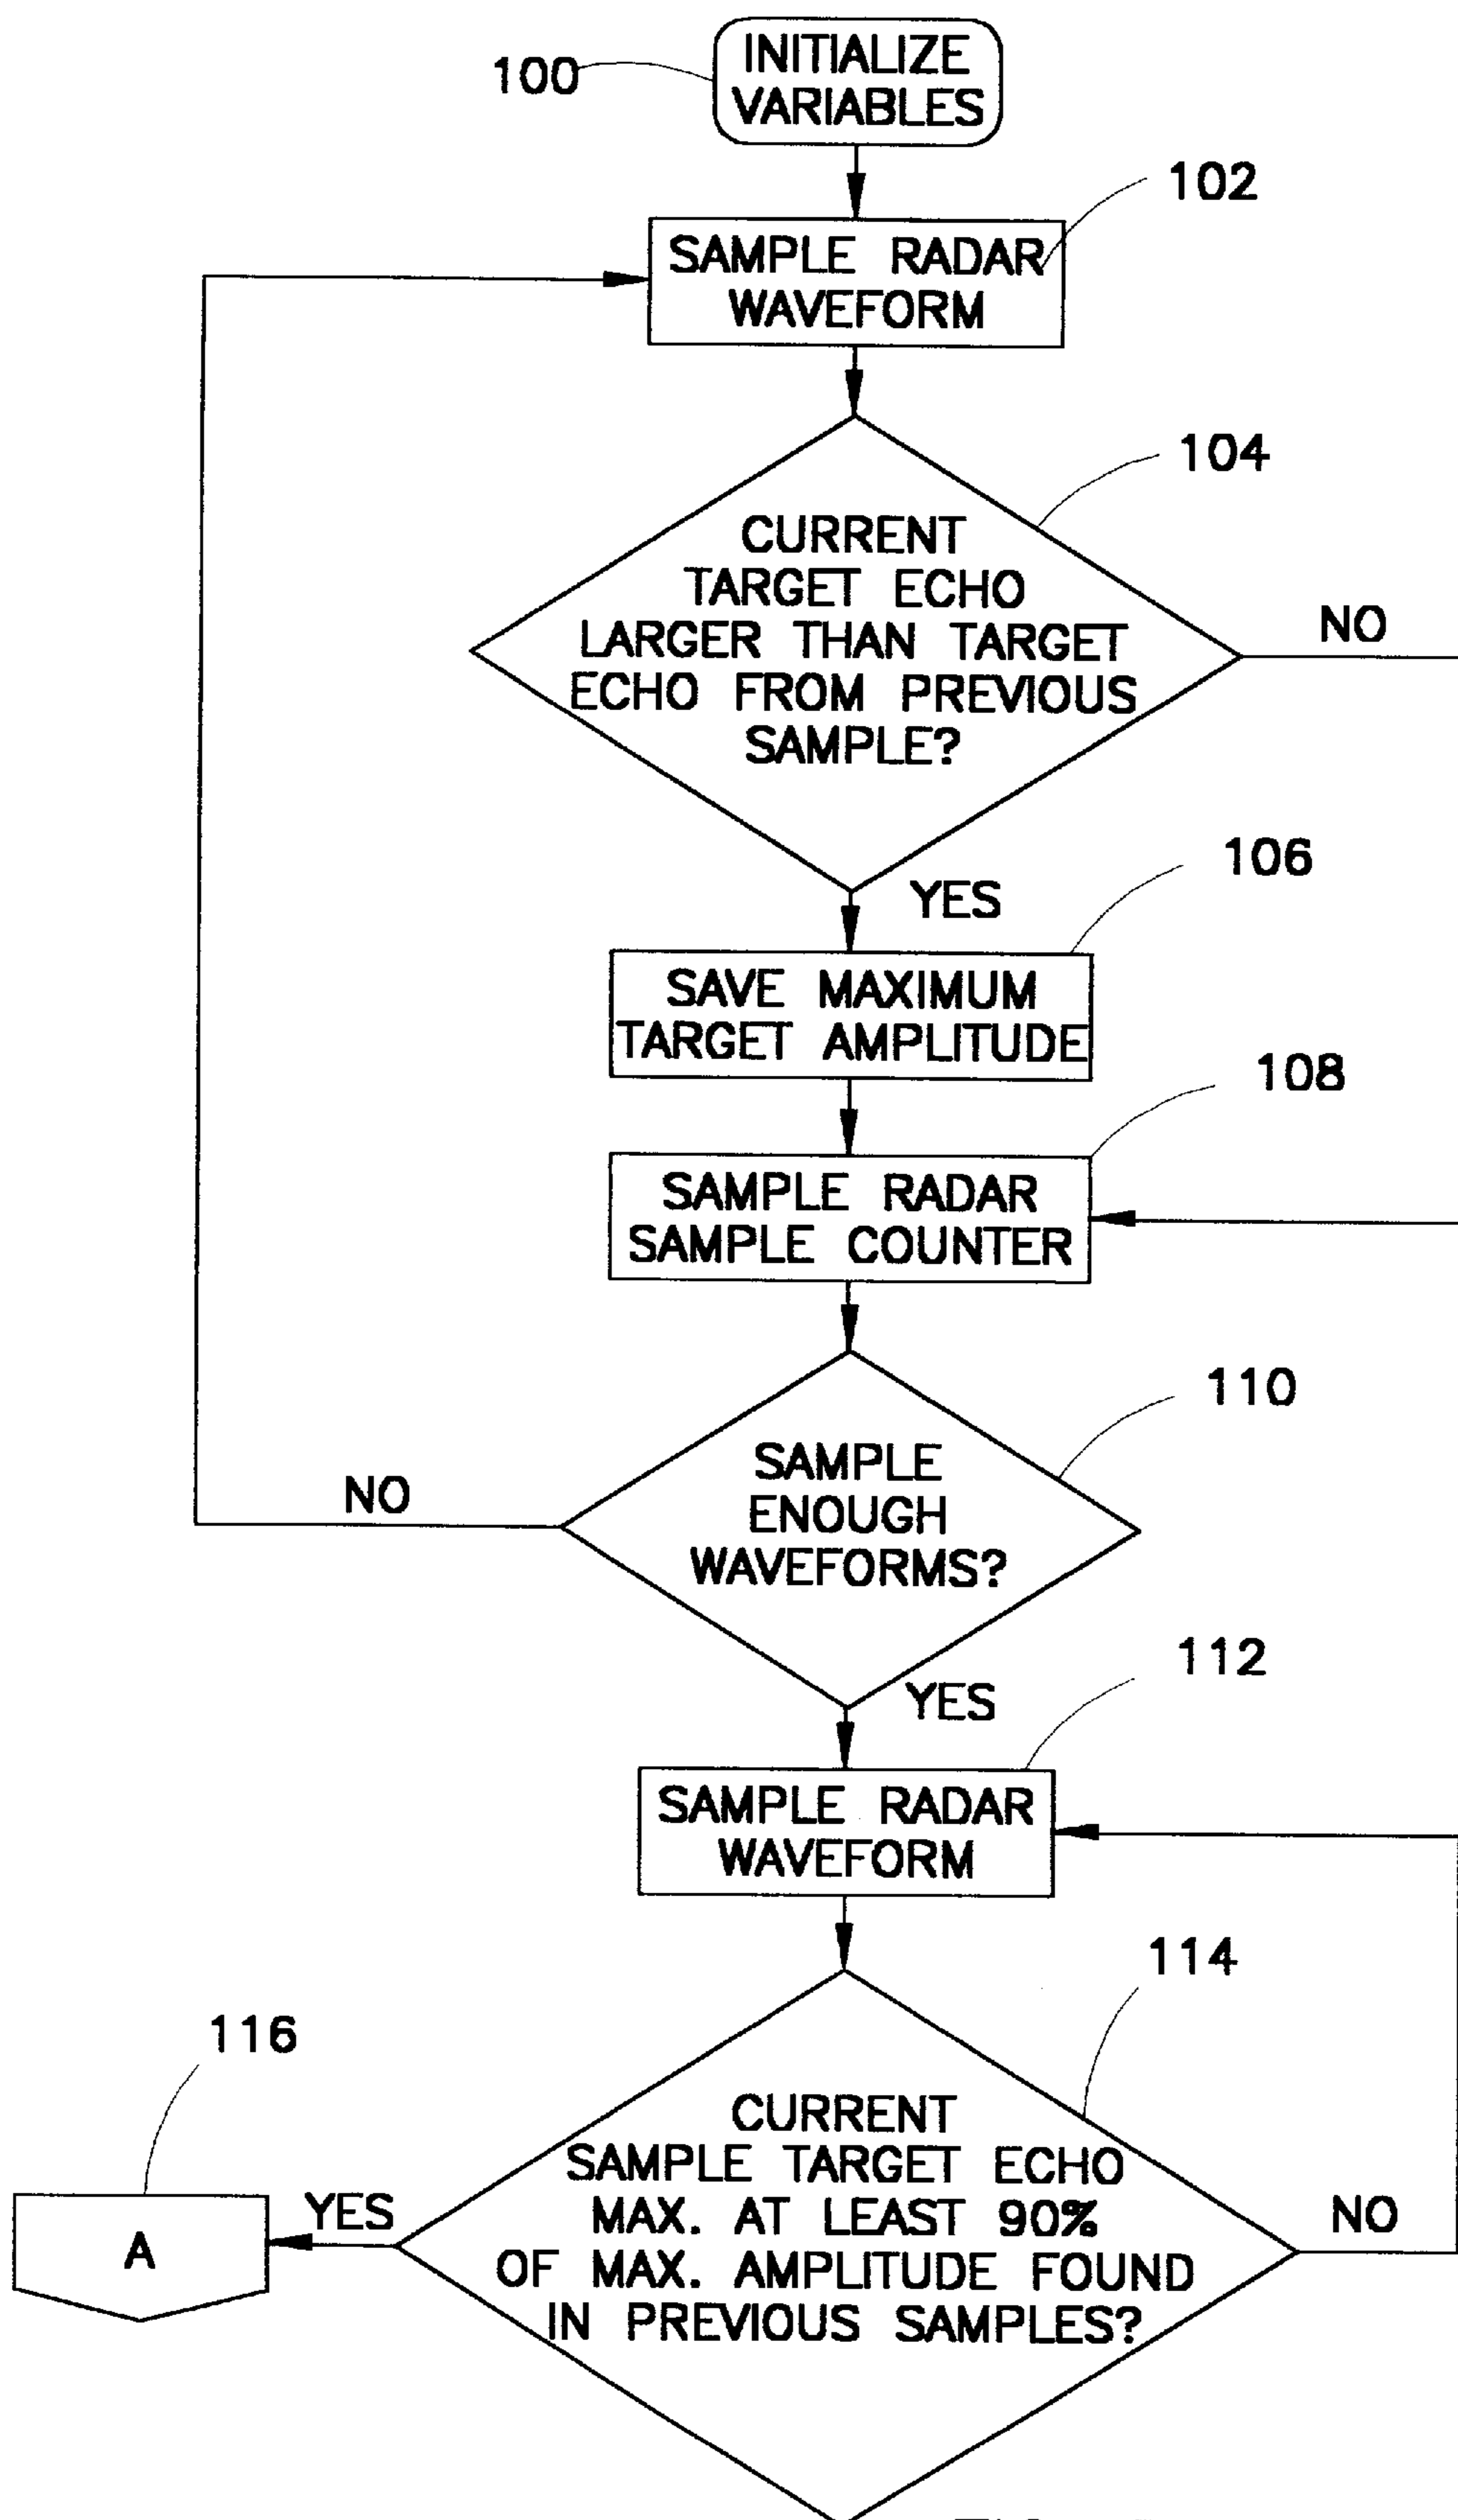 INITIALIZE
VARIABLES
100
102
SAMPLE RADAR
WAVEFORM
104
CURRENT
TARGET ECHO
LARGER THAN TARGET
ECHO FROM PREVIOUS
SAMPLE?
NO
YES
106
SAVE MAXIMUM
TARGET AMPLITUDE
108
SAMPLE RADAR
SAMPLE COUNTER
110
SAMPLE
ENOUGH
WAVEFORMS?
NO
YES
112
SAMPLE RADAR
WAVEFORM
114
CURRENT
SAMPLE TARGET ECHO
MAX. AT LEAST 90%
OF MAX. AMPLITUDE FOUND
IN PREVIOUS SAMPLES?
NO
YES
116
A